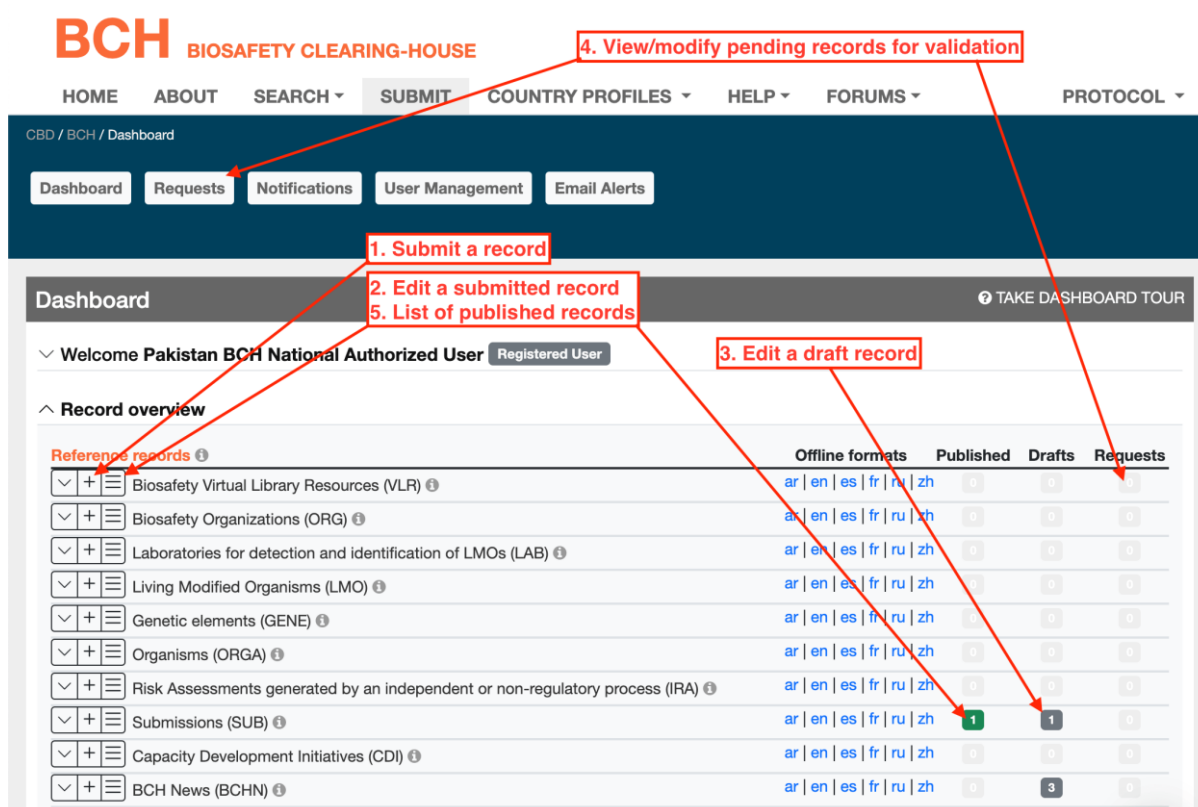 BCH BIOSAFETY CLEARING-HOUSE
4. View/modify pending records for validation
HOME ABOUT SEARCH SUBMIT COUNTRY PROFILES HELP FORUMS PROTOCOL
CBD / BCH / Dashboard
Dashboard Requests Notifications User Management Email Alerts
1. Submit a record
2. Edit a submitted record
5. List of published records
Dashboard TAKE DASHBOARD TOUR
3. Edit a draft record
Welcome Pakistan BCH National Authorized User Registered User
Record overview
Reference records Offline formats Published Drafts Requests
Biosafety Virtual Library Resources (VLR) ar | en | es | fr | ru | zh 0 0 0
Biosafety Organizations (ORG) ar | en | es | fr | ru | zh 0 0 0
Laboratories for detection and identification of LMOs (LAB) ar | en | es | fr | ru | zh 0 0 0
Living Modified Organisms (LMO) ar | en | es | fr | ru | zh 0 0 0
Genetic elements (GENE) ar | en | es | fr | ru | zh 0 0 0
Organisms (ORGA) ar | en | es | fr | ru | zh 0 0 0
Risk Assessments generated by an independent or non-regulatory process (IRA) ar | en | es | fr | ru | zh 0 0 0
Submissions (SUB) ar | en | es | fr | ru | zh 1 1 0
Capacity Development Initiatives (CDI) ar | en | es | fr | ru | zh 0 0 0
BCH News (BCHN) ar | en | es | fr | ru | zh 0 3 0